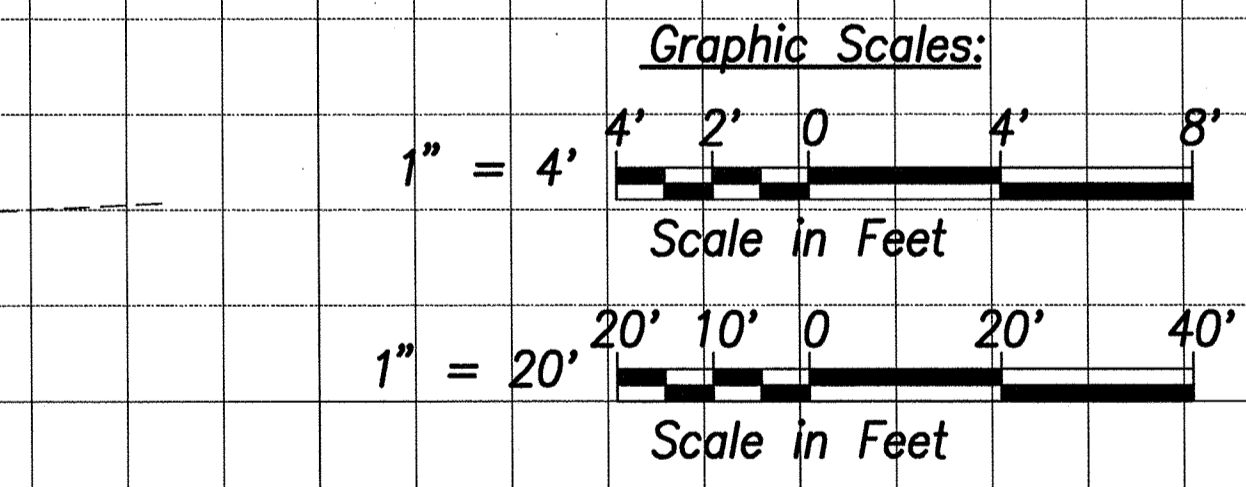 Graphic Scales:
4’ 2’ 0 4’ 8’
1” = 4’
Scale in Feet
20’ 10’ 0 20’ 40’
1” = 20’
Scale in Feet